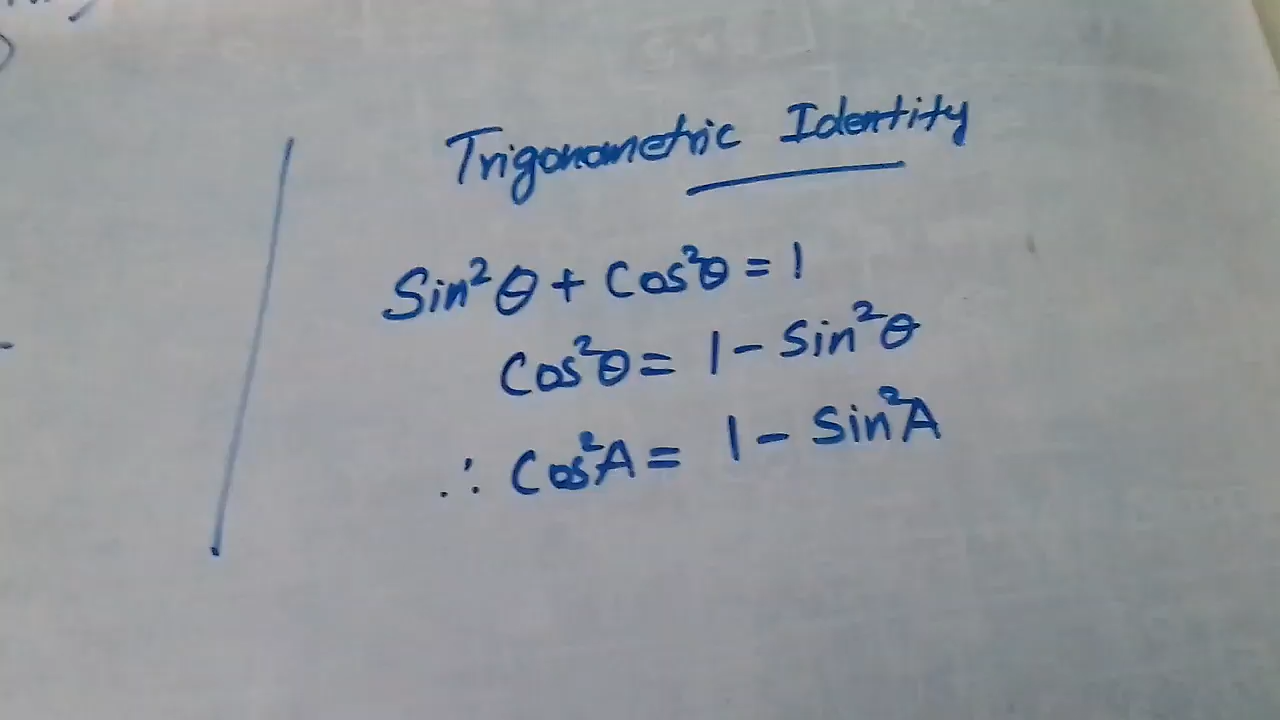 Trigonometric Identity
Sin²θ + Cos²θ = 1
Cos²θ = 1 - Sin²θ
∴ Cos²A = 1 - Sin²A